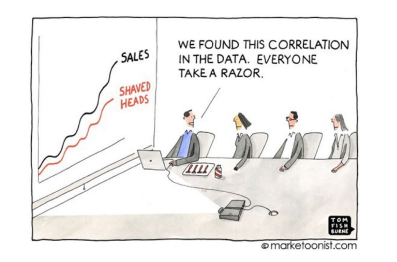 SALES
SHAVED
HEADS
WE FOUND THIS CORRELATION
IN THE DATA. EVERYONE
TAKE A RAZOR.
TOM
FISH
BURNE
© marketoonist.com